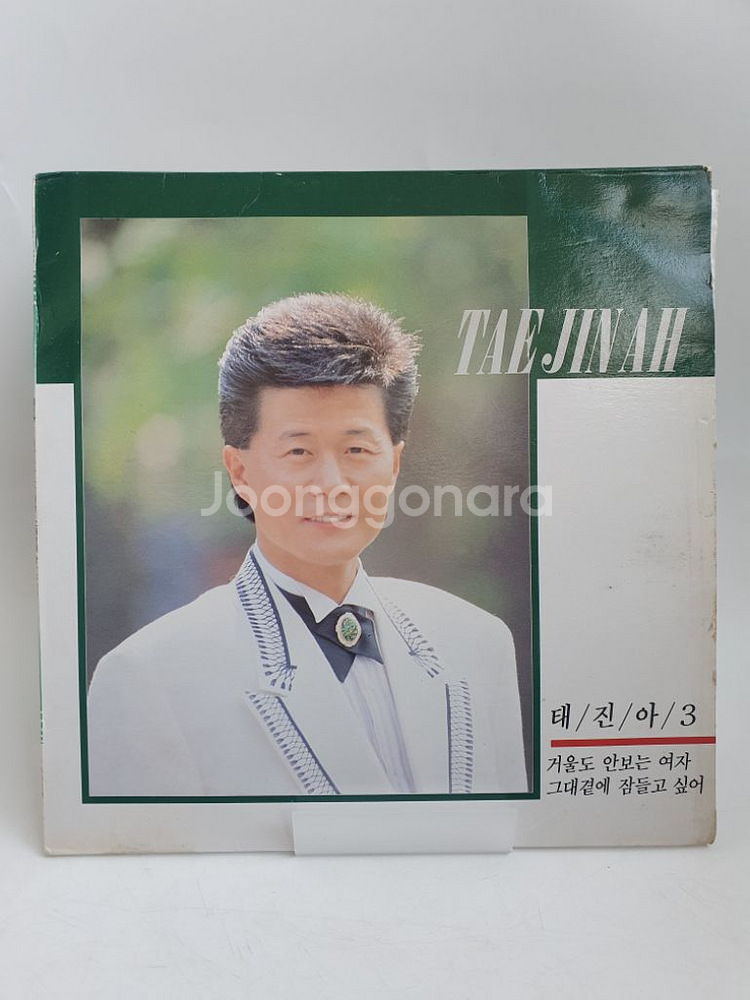 TAE JINAH
Joonggonara
태/진/아/3
거울도 안보는 여자
그대곁에 잠들고 싶어